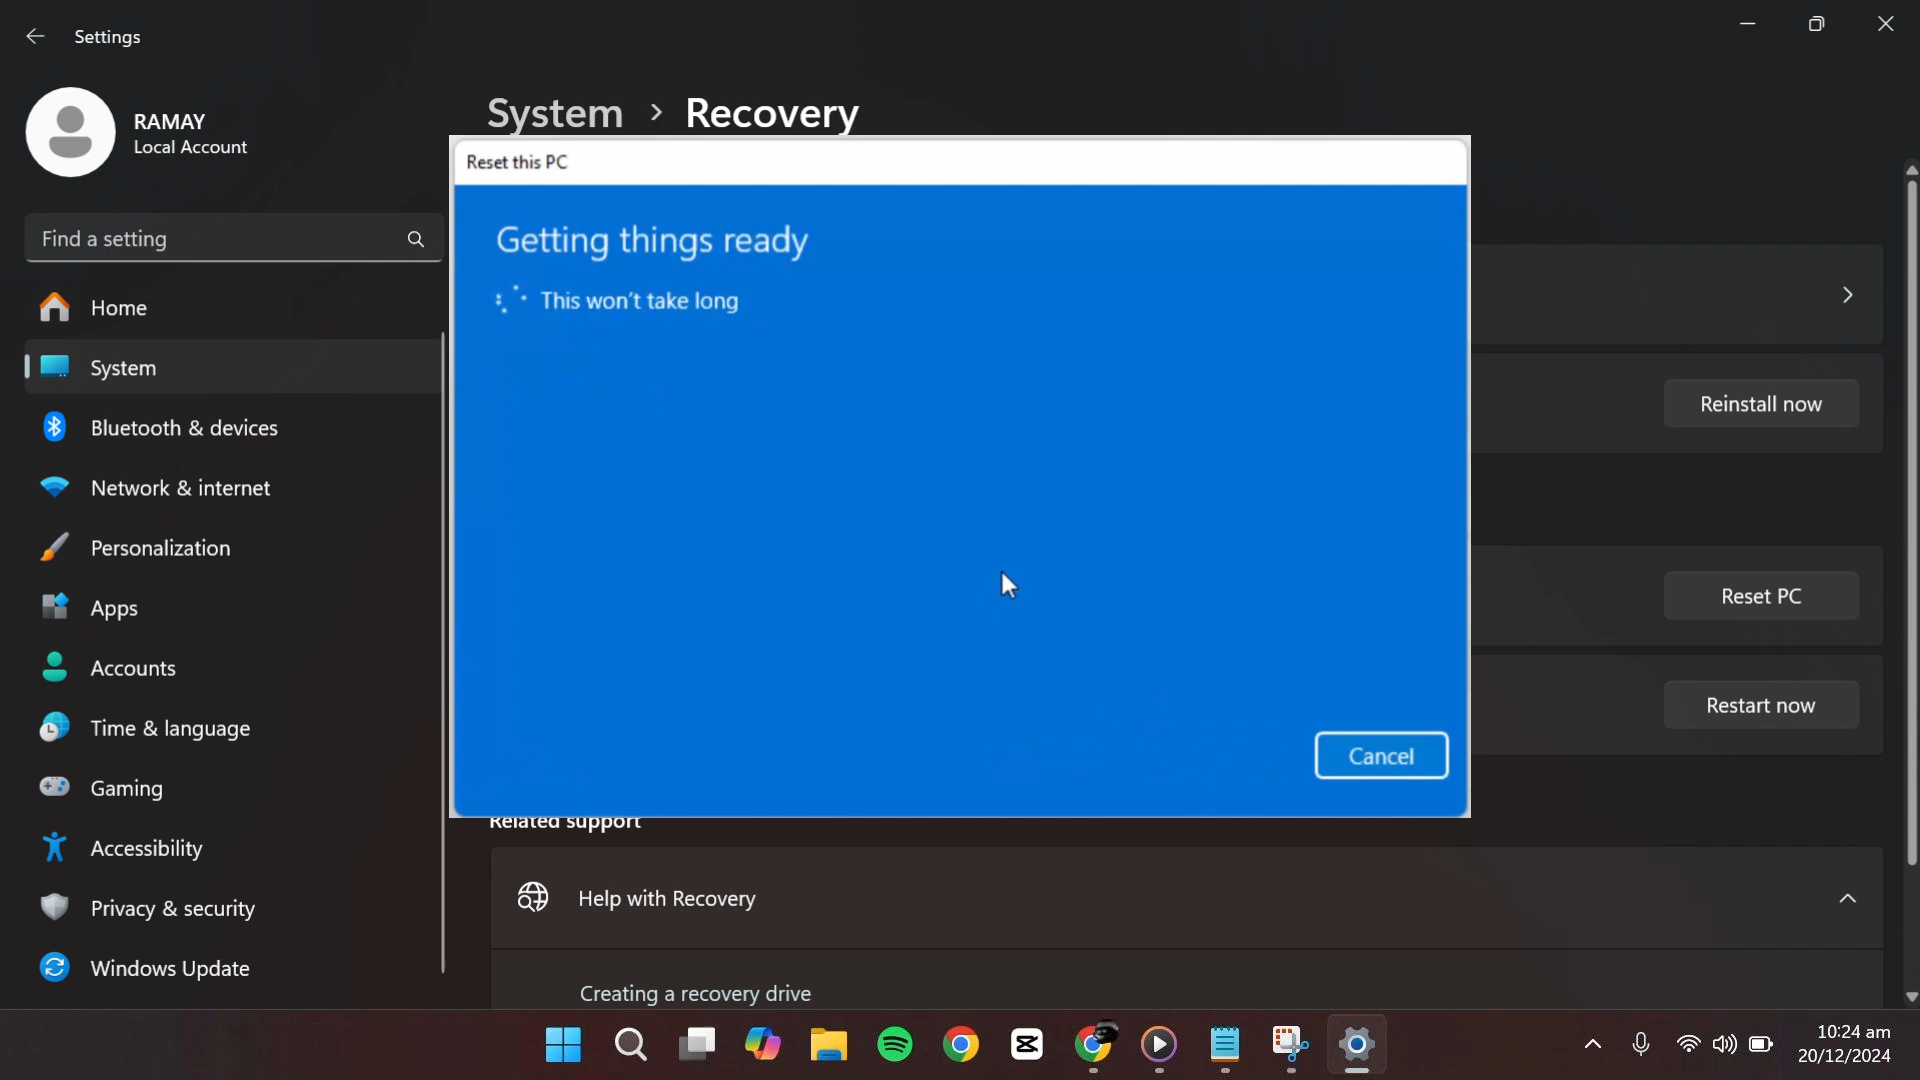 Settings
RAMAY
Local Account
Find a setting
Home
System
Bluetooth & devices
Network & internet
Personalization
Apps
Accounts
Time & language
Gaming
Accessibility
Privacy & security
Windows Update
System > Recovery
Reset this PC
Getting things ready
This won't take long
Cancel
Reinstall now
Reset PC
Restart now
Related support
Help with Recovery
Creating a recovery drive
10:24 am
20/12/2024